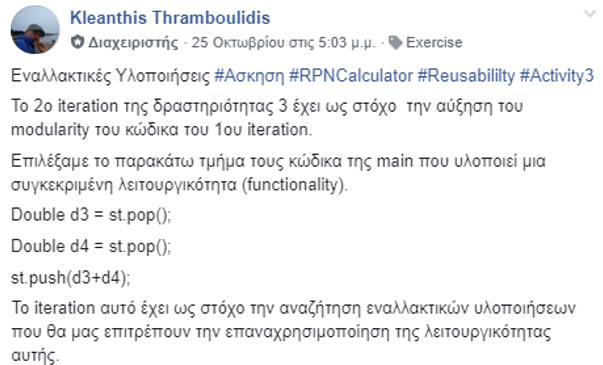 Kleanthis Thramboulidis
Διαχειριστής · 25 Οκτωβρίου στις 5:03 μ.μ. · Exercise
Εναλλακτικές Υλοποιήσεις #Ασκηση #RPNCalculator #Reusabililty #Activity3
Το 2ο iteration της δραστηριότητας 3 έχει ως στόχο την αύξηση του
modularity του κώδικα του 1ου iteration.
Επιλέξαμε το παρακάτω τμήμα τους κώδικα της main που υλοποιεί μια
συγκεκριμένη λειτουργικότητα (functionality).
Double d3 = st.pop();
Double d4 = st.pop();
st.push(d3+d4);
Το iteration αυτό έχει ως στόχο την αναζήτηση εναλλακτικών υλοποιήσεων
που θα μας επιτρέπουν την επαναχρησιμοποίηση της λειτουργικότητας
αυτής.